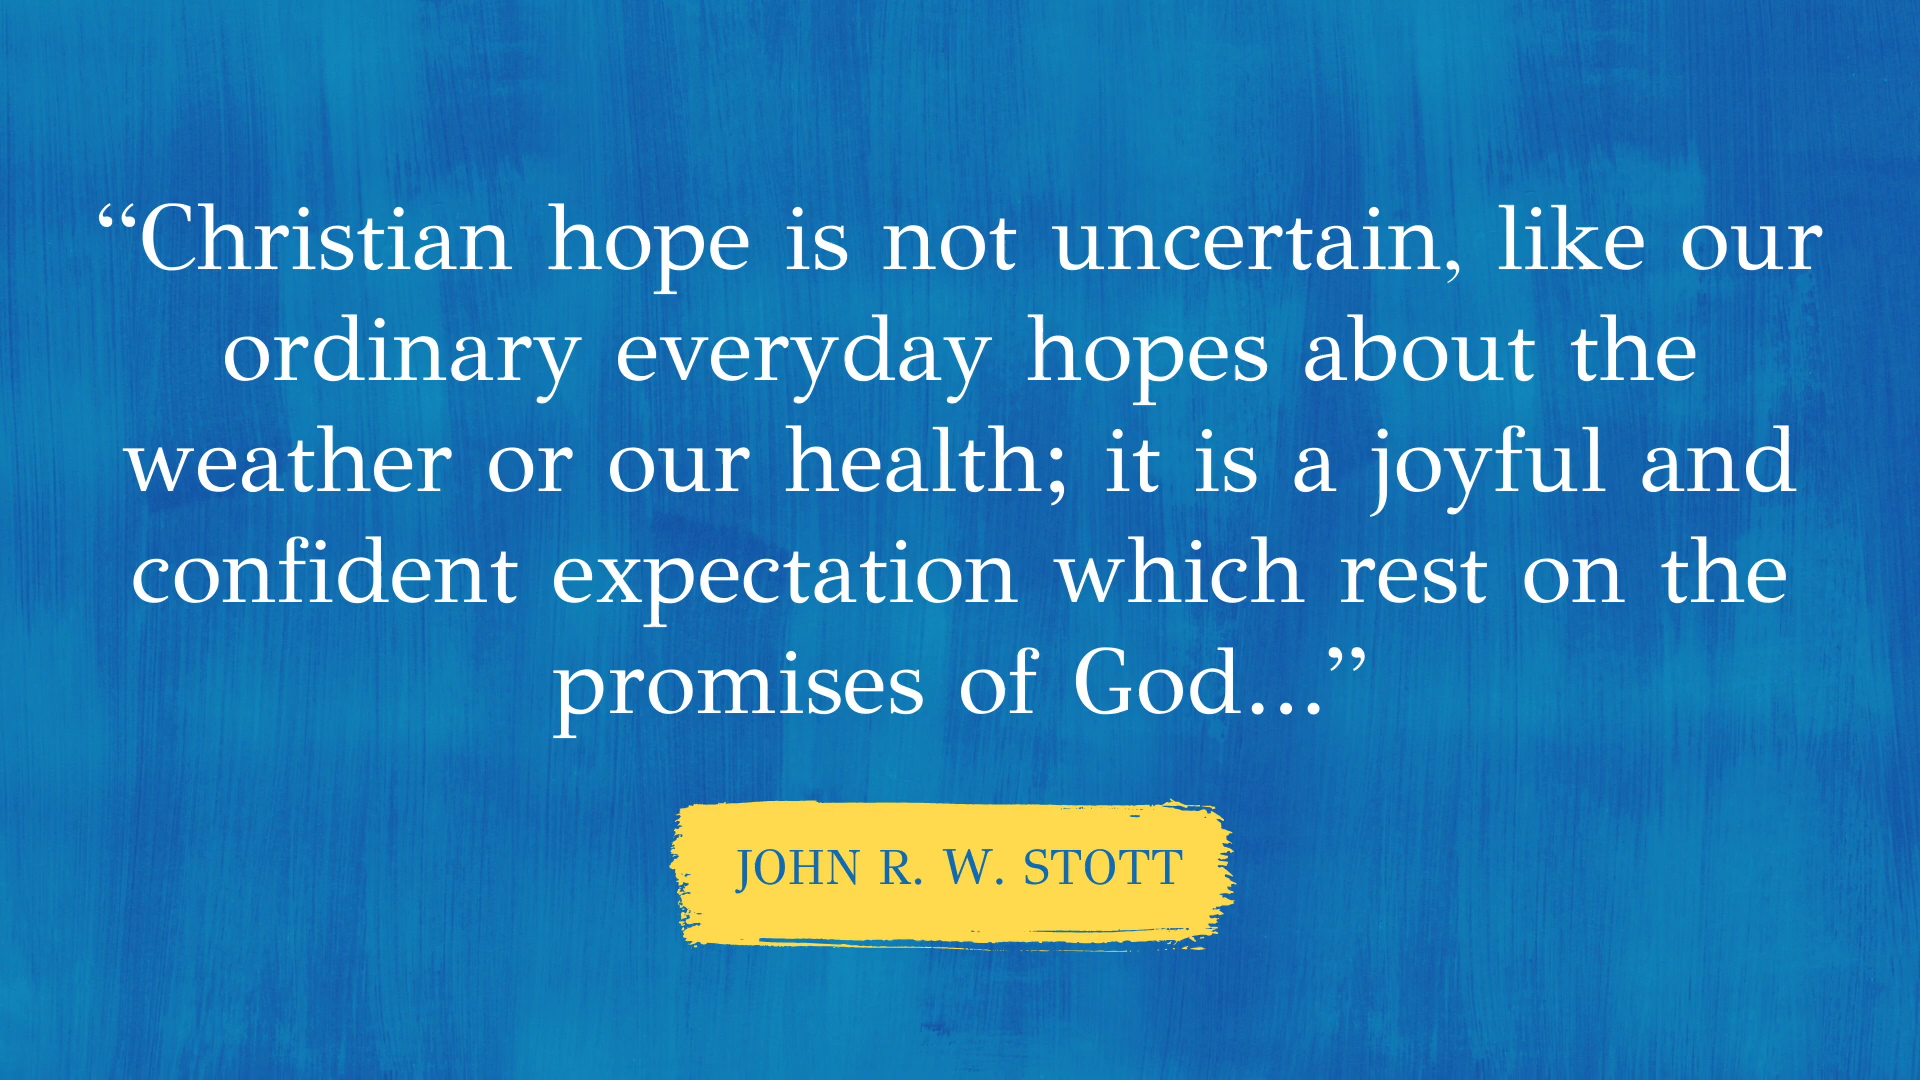 “Christian hope is not uncertain, like our
ordinary everyday hopes about the
weather or our health; it is a joyful and
confident expectation which rest on the
promises of God...”
JOHN R. W. STOTT